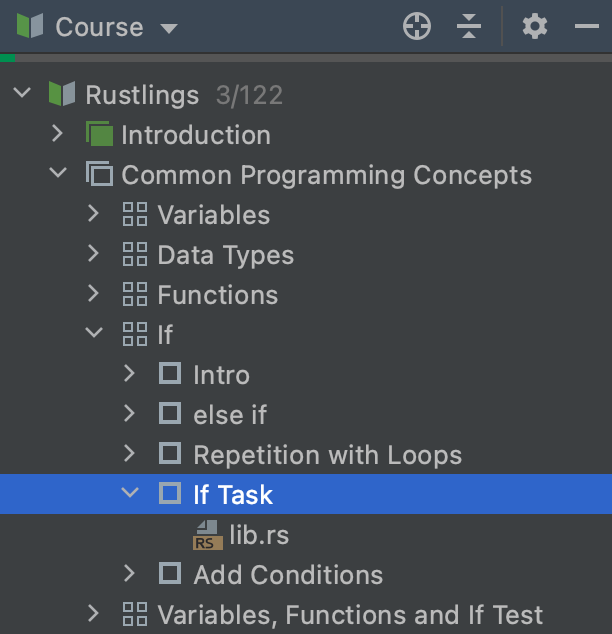 Course
Rustlings 3/122
Introduction
Common Programming Concepts
Variables
Data Types
Functions
If
Intro
else if
Repetition with Loops
If Task
RS lib.rs
Add Conditions
Variables, Functions and If Test